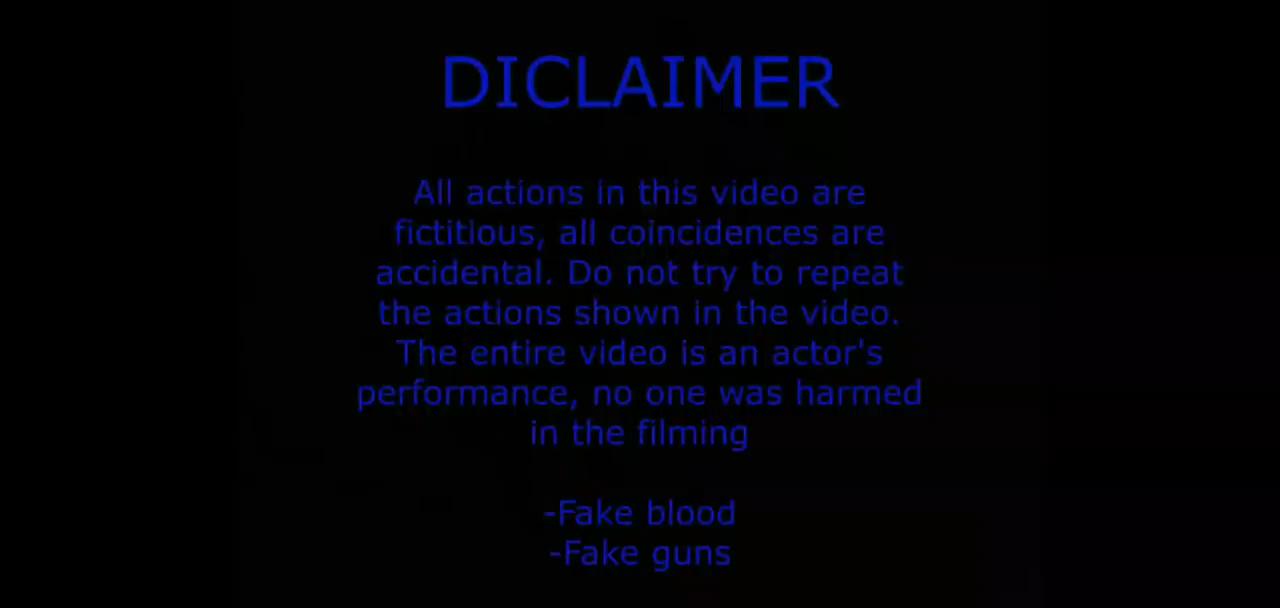 DICLAIMER
All actions in this video are
fictitious, all coincidences are
accidental. Do not try to repeat
the actions shown in the video.
The entire video is an actor's
performance, no one was harmed
in the filming
-Fake blood
-Fake guns